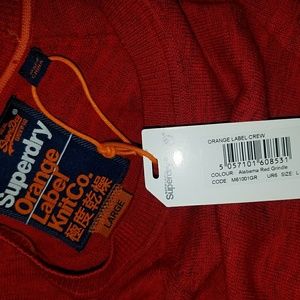 Superdry
Orange
Label
KnitCo.
極度乾燥
LARGE
Superdry
ORANGE LABEL CREW
5 057101 608531
COLOUR Alabama Red Grindle
CODE M61001GR UR6 SIZE L